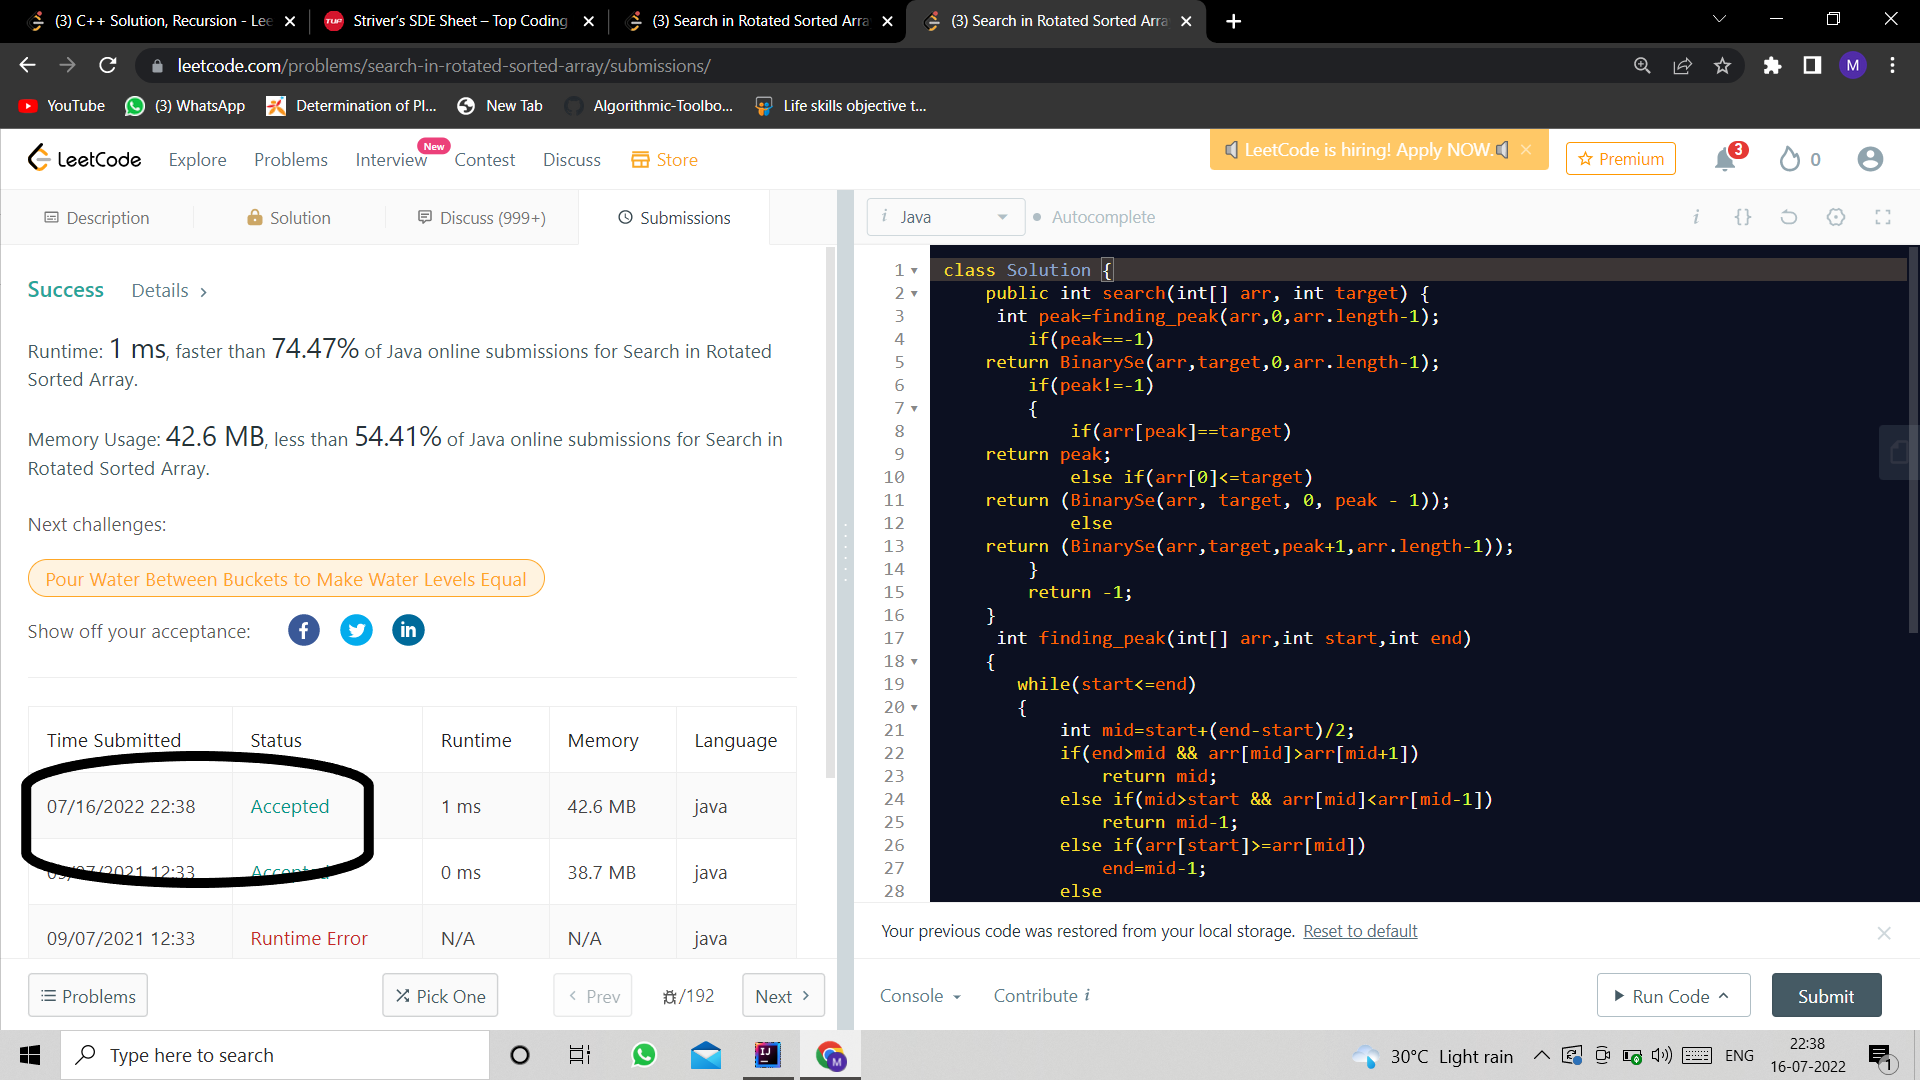 (3) C++ Solution, Recursion - Lee
Striver's SDE Sheet – Top Coding
(3) Search in Rotated Sorted Arra
(3) Search in Rotated Sorted Arra
leetcode.com/problems/search-in-rotated-sorted-array/submissions/
M
YouTube
(3) WhatsApp
Determination of Pl...
New Tab
Algorithmic-Toolbo...
Life skills objective t...
LeetCode
Explore
Problems
Interview
New
Contest
Discuss
Store
LeetCode is hiring! Apply NOW.
Premium
3
0
Description
Solution
Discuss (999+)
Submissions
i Java
Autocomplete
Success
Details
Runtime: 1 ms, faster than 74.47% of Java online submissions for Search in Rotated
Sorted Array.
Memory Usage: 42.6 MB, less than 54.41% of Java online submissions for Search in
Rotated Sorted Array.
Next challenges:
Pour Water Between Buckets to Make Water Levels Equal
Show off your acceptance:
Time Submitted Status Runtime Memory Language
07/16/2022 22:38 Accepted 1 ms 42.6 MB java
12:33 Accepted 0 ms 38.7 MB java
09/07/2021 12:33 Runtime Error N/A N/A java
Problems
Pick One
Prev
/192
Next
1 class Solution {
2 public int search(int[] arr, int target) {
3 int peak=finding_peak(arr,0,arr.length-1);
4 if(peak==-1)
5 return BinarySe(arr,target,0,arr.length-1);
6 if(peak!=-1)
7 {
8 if(arr[peak]==target)
9 return peak;
10 else if(arr[0]<=target)
11 return (BinarySe(arr, target, 0, peak - 1));
12 else
13 return (BinarySe(arr,target,peak+1,arr.length-1));
14 }
15 return -1;
16 }
17 int finding_peak(int[] arr,int start,int end)
18 {
19 while(start<=end)
20 {
21 int mid=start+(end-start)/2;
22 if(end>mid && arr[mid]>arr[mid+1])
23 return mid;
24 else if(mid>start && arr[mid]<arr[mid-1])
25 return mid-1;
26 else if(arr[start]>=arr[mid])
27 end=mid-1;
28 else
Your previous code was restored from your local storage. Reset to default
Console
Contribute i
Run Code
Submit
Type here to search
30°C Light rain
ENG
22:38
16-07-2022
1